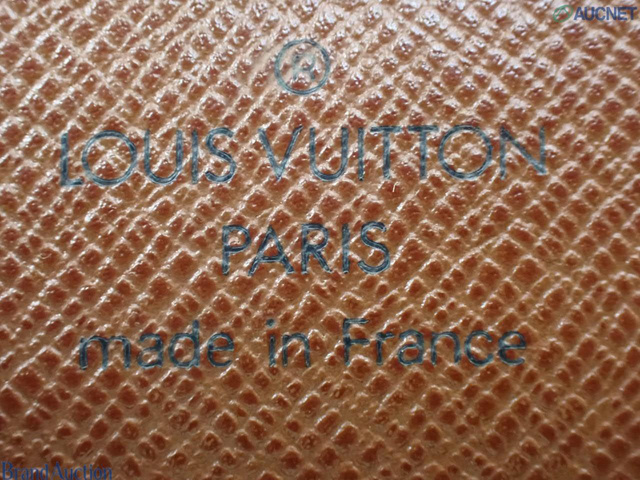 AUCNET
Ⓡ
LOUIS VUITTON
PARIS
made in France
Brand Auction